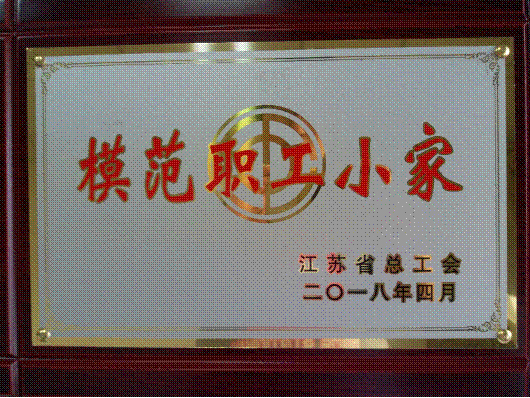 模范职工小家
江苏省总工会
二〇一八年四月